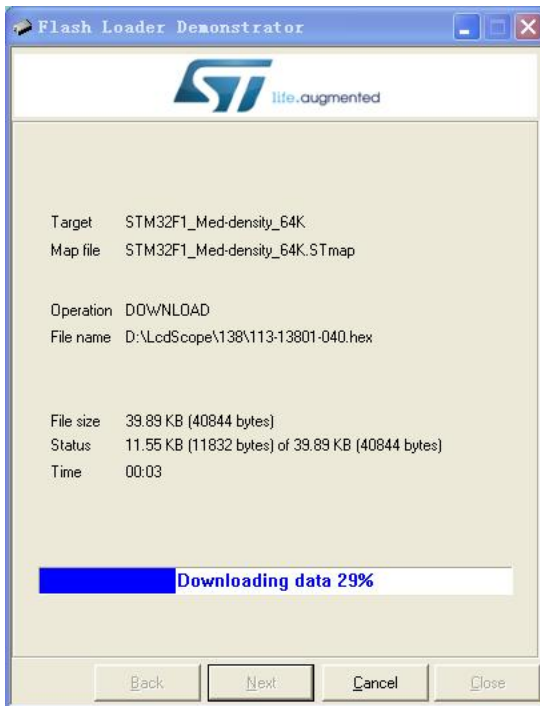 Flash Loader Demonstrator
ST life.augmented
Target STM32F1_Med-density_64K
Map file STM32F1_Med-density_64K.STmap
Operation DOWNLOAD
File name D:\LcdScope\138\113-13801-040.hex
File size 39.89 KB (40844 bytes)
Status 11.55 KB (11832 bytes) of 39.89 KB (40844 bytes)
Time 00:03
Downloading data 29%
Back Next Cancel Close